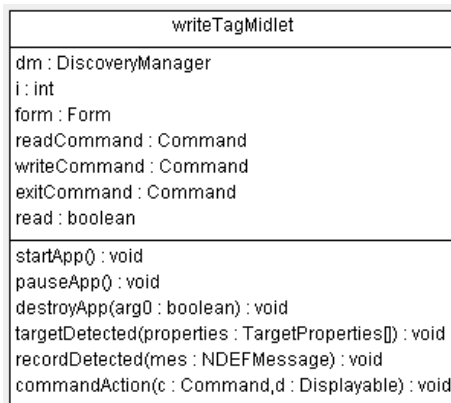 writeTagMidlet
dm : DiscoveryManager
i : int
form : Form
readCommand : Command
writeCommand : Command
exitCommand : Command
read : boolean
startApp() : void
pauseApp() : void
destroyApp(arg0 : boolean) : void
targetDetected(properties : TargetProperties[]) : void
recordDetected(mes : NDEFMessage) : void
commandAction(c : Command,d : Displayable) : void